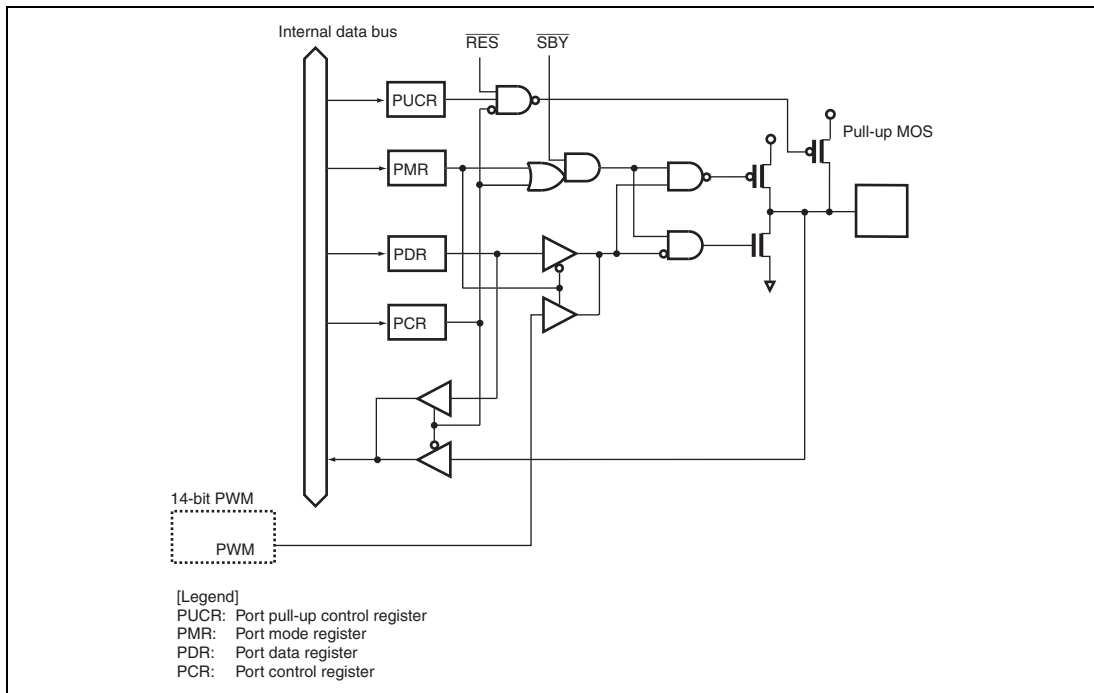 Internal data bus
RES
SBY
PUCR
Pull-up MOS
PMR
PDR
PCR
14-bit PWM
PWM
[Legend]
PUCR: Port pull-up control register
PMR: Port mode register
PDR: Port data register
PCR: Port control register